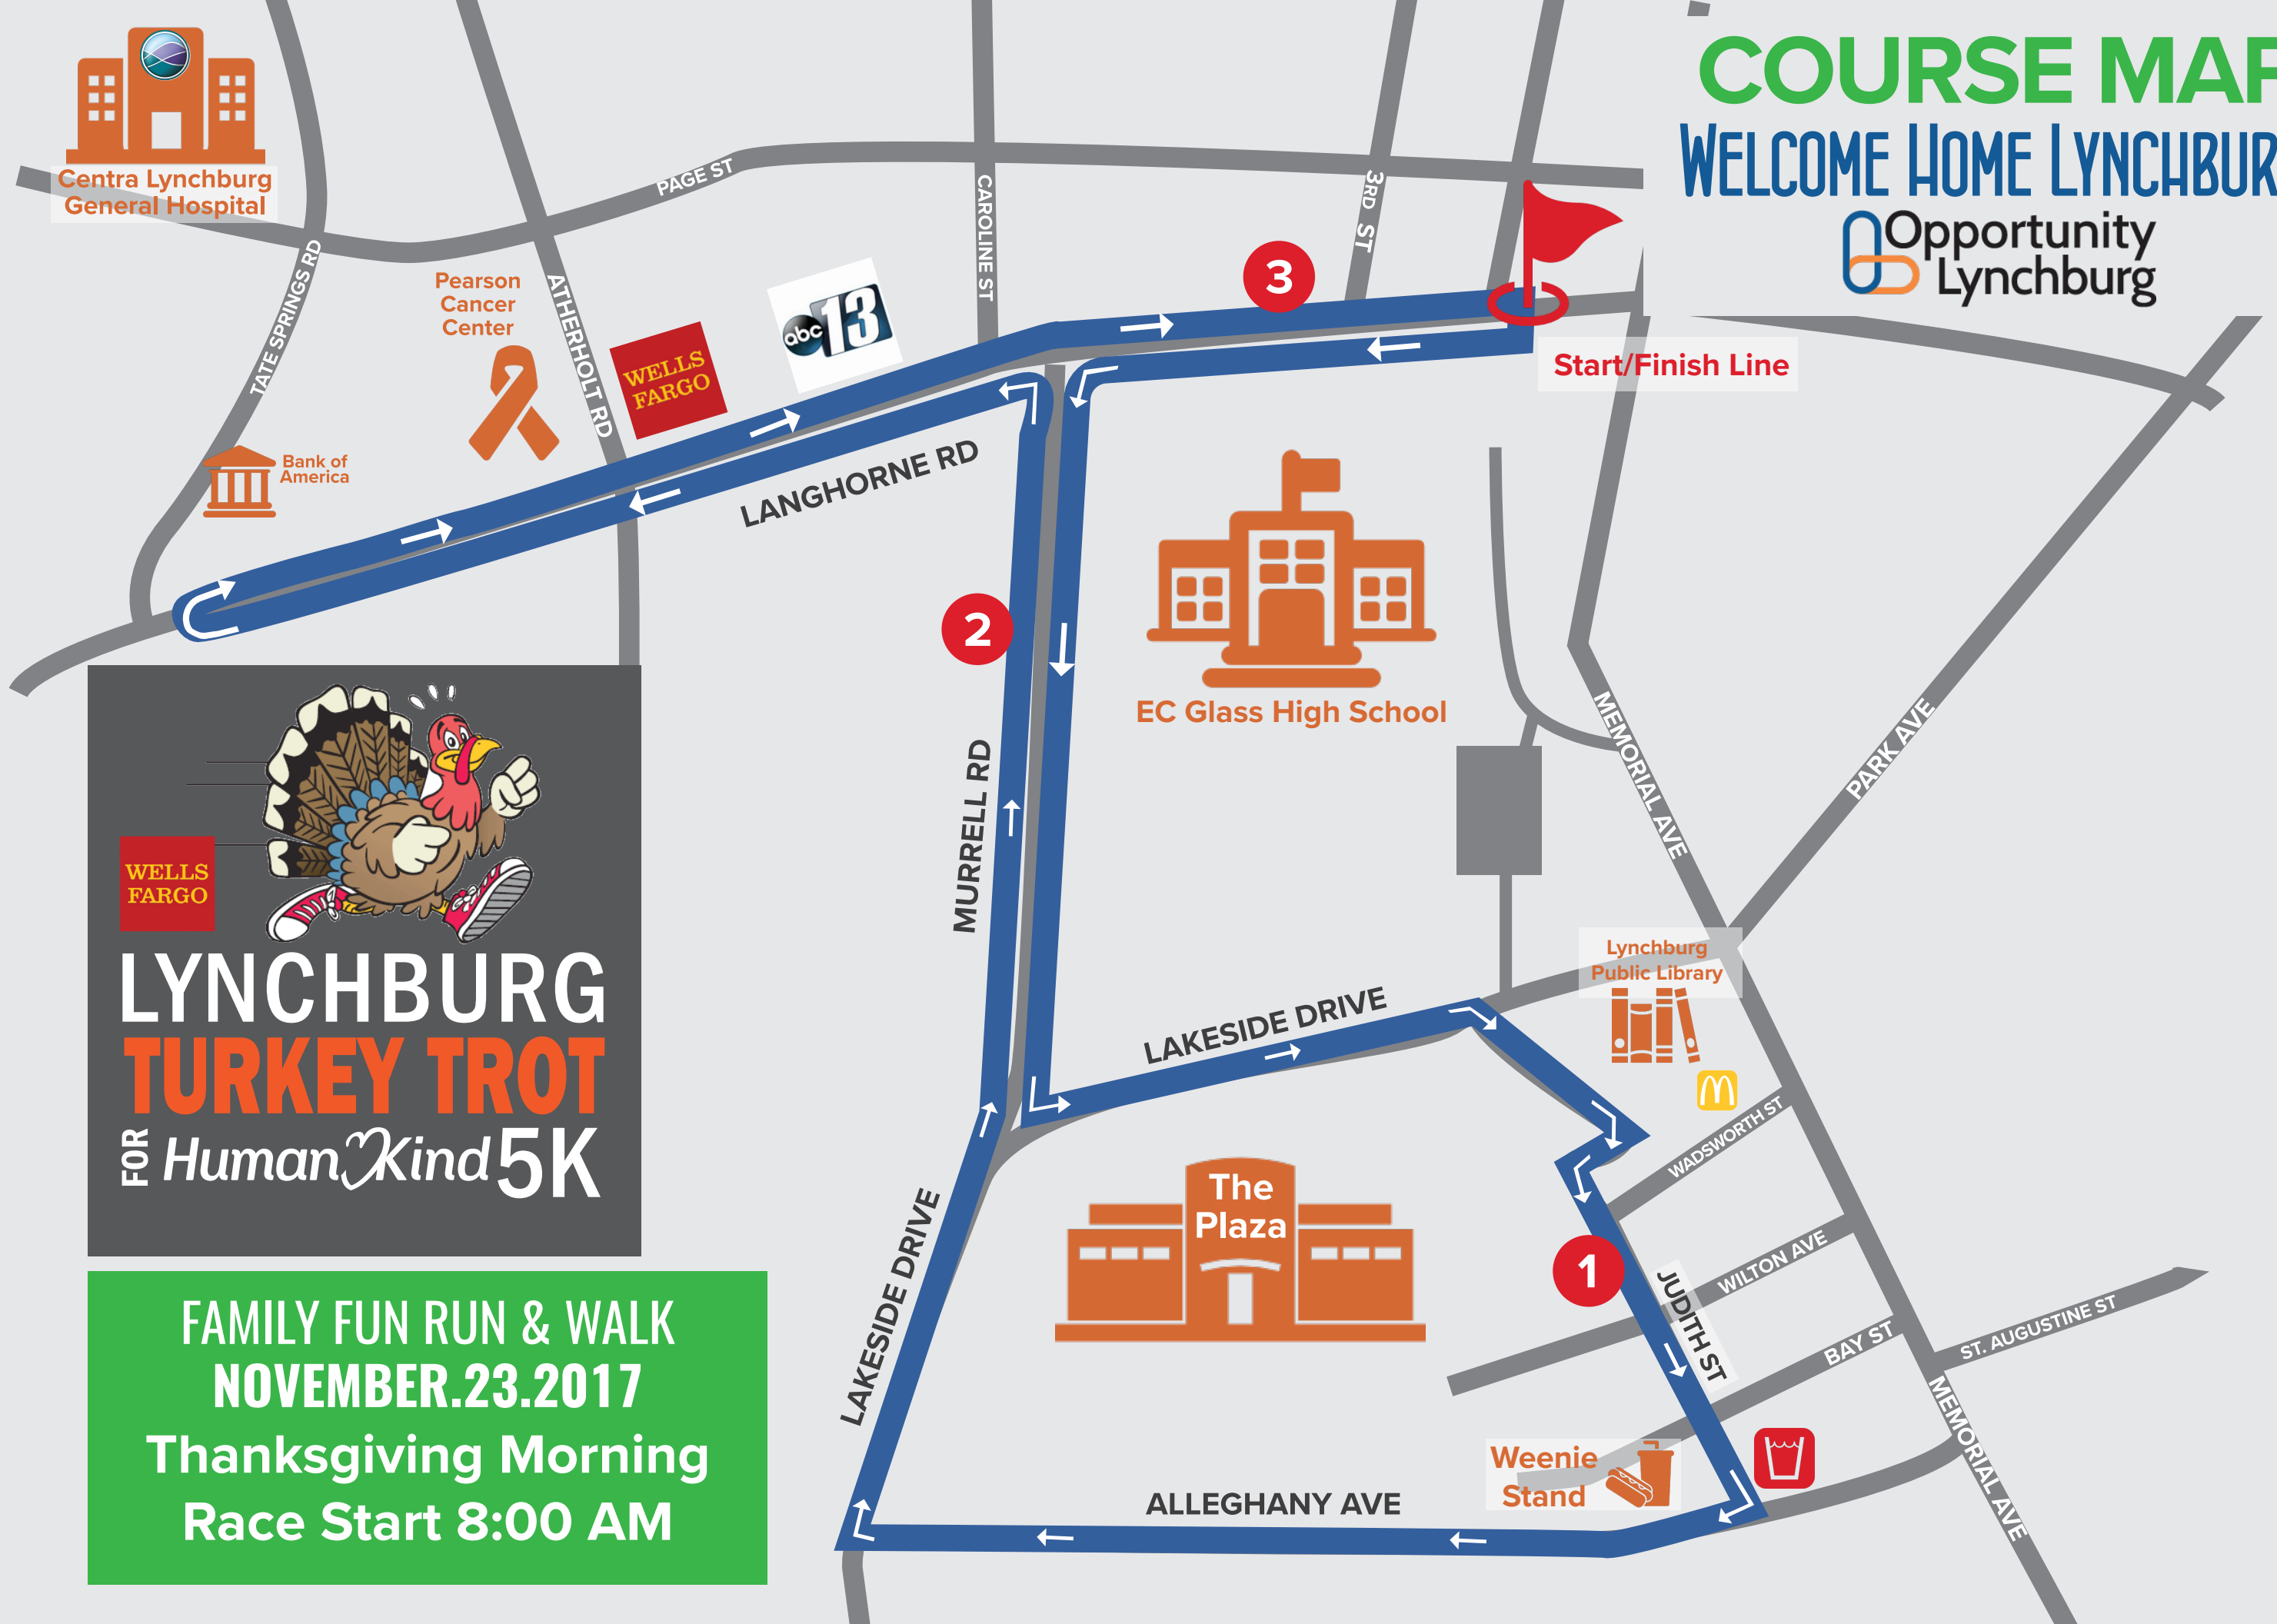 COURSE MAP
WELCOME HOME LYNCHBUR
Opportunity
Lynchburg
Centra Lynchburg
General Hospital
PAGE ST
CAROLINE ST
3RD ST
TATE SPRINGS RD
Pearson
Cancer
Center
ATHERHOLT RD
WELLS
FARGO
abc 13
3
Start/Finish Line
Bank of
America
LANGHORNE RD
2
EC Glass High School
MURRELL RD
MEMORIAL AVE
PARK AVE
WELLS
FARGO
LYNCHBURG
TURKEY TROT
FOR HumanKind 5K
Lynchburg
Public Library
LAKESIDE DRIVE
WADSWORTH ST
The
Plaza
1
WILTON AVE
JUDITH ST
BAY ST
ST. AUGUSTINE ST
LAKESIDE DRIVE
Weenie
Stand
MEMORIAL AVE
ALLEGHANY AVE
FAMILY FUN RUN & WALK
NOVEMBER.23.2017
Thanksgiving Morning
Race Start 8:00 AM